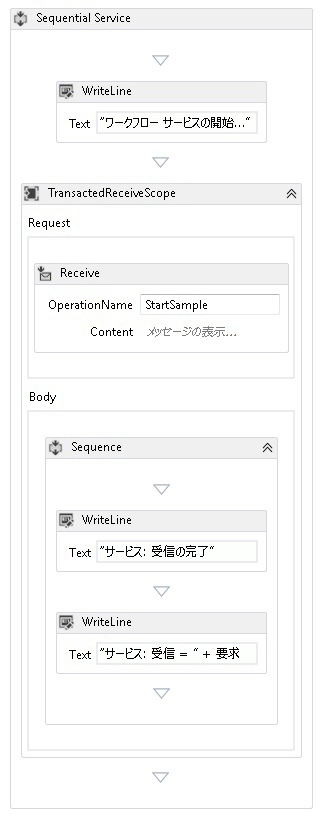 Sequential Service
WriteLine
Text "ワークフロー サービスの開始..."
TransactedReceiveScope
Request
Receive
OperationName StartSample
Content メッセージの表示...
Body
Sequence
WriteLine
Text "サービス: 受信の完了"
WriteLine
Text "サービス: 受信 = " + 要求